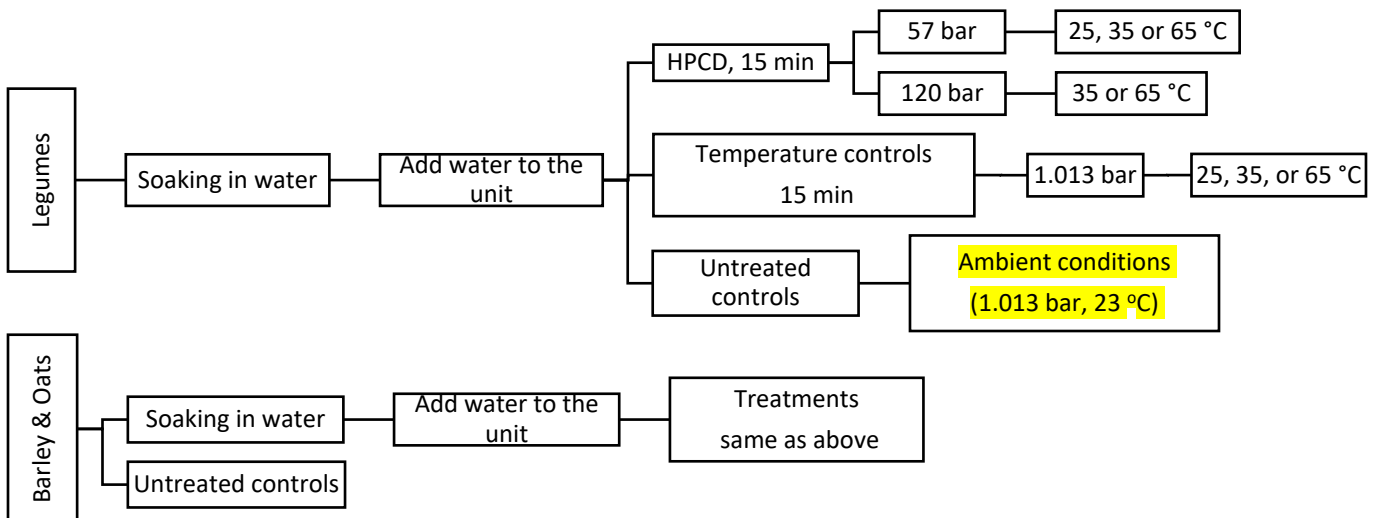 Legumes
Soaking in water
Add water to the
unit
HPCD, 15 min
57 bar
25, 35 or 65 °C
120 bar
35 or 65 °C
Temperature controls
15 min
1.013 bar
25, 35, or 65 °C
Untreated
controls
Ambient conditions
(1.013 bar, 23 ºC)
Barley & Oats
Soaking in water
Add water to the
unit
Treatments
same as above
Untreated controls